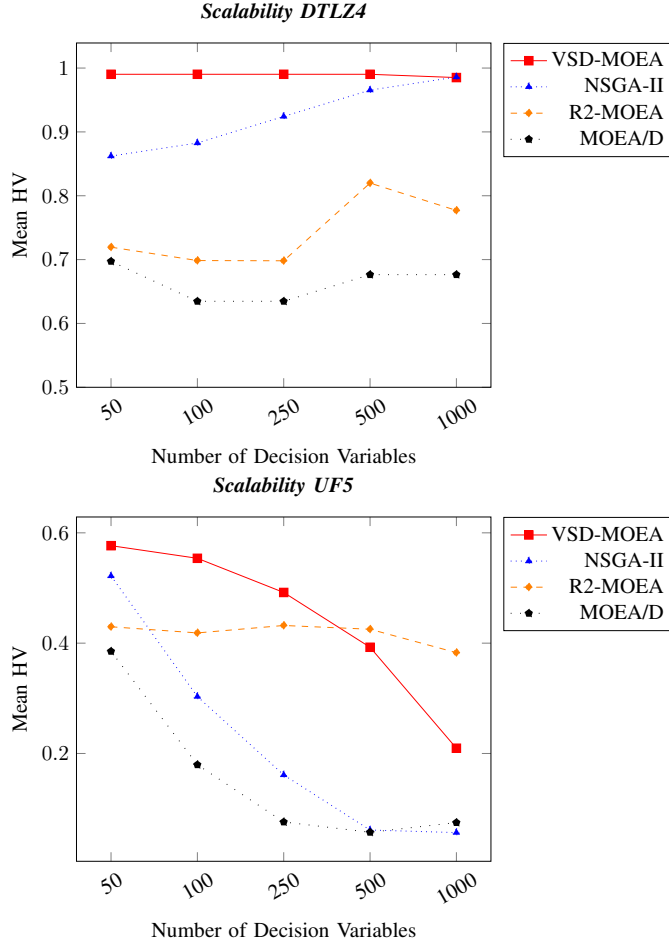 Scalability DTLZ4
1
0.9
0.8
0.7
0.6
0.5
Mean HV
50
100
250
500
1000
Number of Decision Variables
VSD-MOEA
NSGA-II
R2-MOEA
MOEA/D
Scalability UF5
0.6
0.4
0.2
Mean HV
50
100
250
500
1000
Number of Decision Variables
VSD-MOEA
NSGA-II
R2-MOEA
MOEA/D